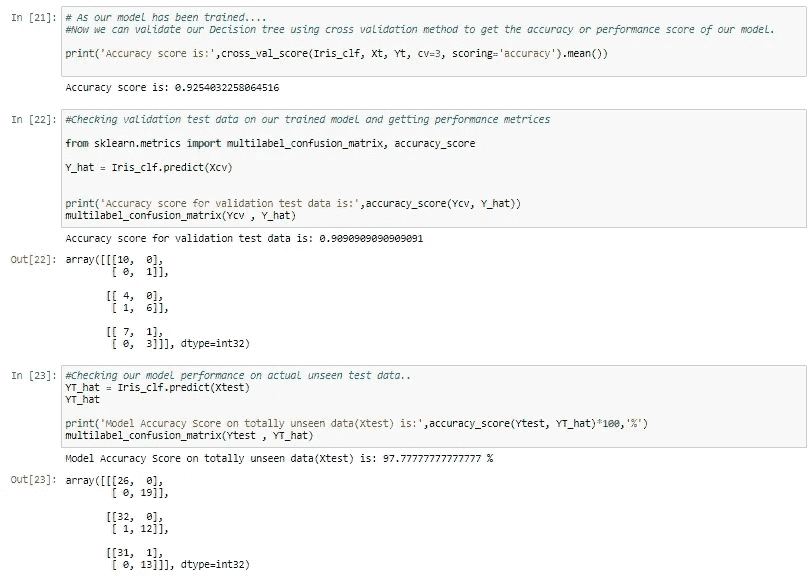 In [21]: # As our model has been trained....
#Now we can validate our Decision tree using cross validation method to get the accuracy or performance score of our model.
print('Accuracy score is:',cross_val_score(Iris_clf, Xt, Yt, cv=3, scoring='accuracy').mean())
Accuracy score is: 0.9254032258064516
In [22]: #Checking validation test data on our trained model and getting performance metrices
from sklearn.metrics import multilabel_confusion_matrix, accuracy_score
Y_hat = Iris_clf.predict(Xcv)
print('Accuracy score for validation test data is:',accuracy_score(Ycv, Y_hat))
multilabel_confusion_matrix(Ycv , Y_hat)
Accuracy score for validation test data is: 0.9090909090909091
Out[22]: array([[[10, 0],
[ 0, 1]],
[[ 4, 0],
[ 1, 6]],
[[ 7, 1],
[ 0, 3]]], dtype=int32)
In [23]: #Checking our model performance on actual unseen test data..
YT_hat = Iris_clf.predict(Xtest)
YT_hat
print('Model Accuracy Score on totally unseen data(Xtest) is:',accuracy_score(Ytest, YT_hat)*100,'%')
multilabel_confusion_matrix(Ytest , YT_hat)
Model Accuracy Score on totally unseen data(Xtest) is: 97.77777777777777 %
Out[23]: array([[[26, 0],
[ 0, 19]],
[[32, 0],
[ 1, 12]],
[[31, 1],
[ 0, 13]]], dtype=int32)